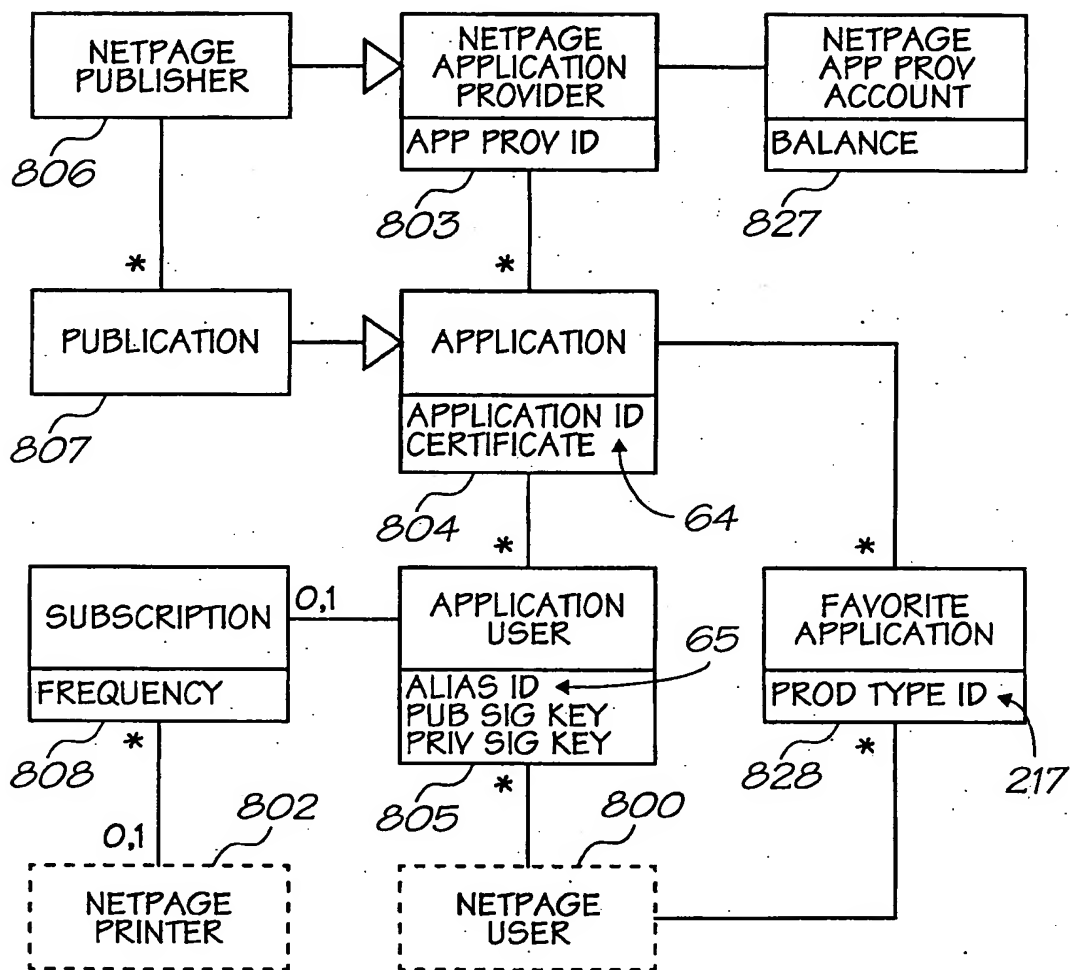 NETPAGE
PUBLISHER
806
NETPAGE
APPLICATION
PROVIDER
APP PROV ID
803
NETPAGE
APP PROV
ACCOUNT
BALANCE
827
*
*
PUBLICATION
807
APPLICATION
APPLICATION ID
CERTIFICATE
804
64
*
*
SUBSCRIPTION
FREQUENCY
808
0,1
APPLICATION
USER
ALIAS ID
PUB SIG KEY
PRIV SIG KEY
805
65
FAVORITE
APPLICATION
PROD TYPE ID
828
217
*
*
*
0,1
802
800
NETPAGE
PRINTER
NETPAGE
USER